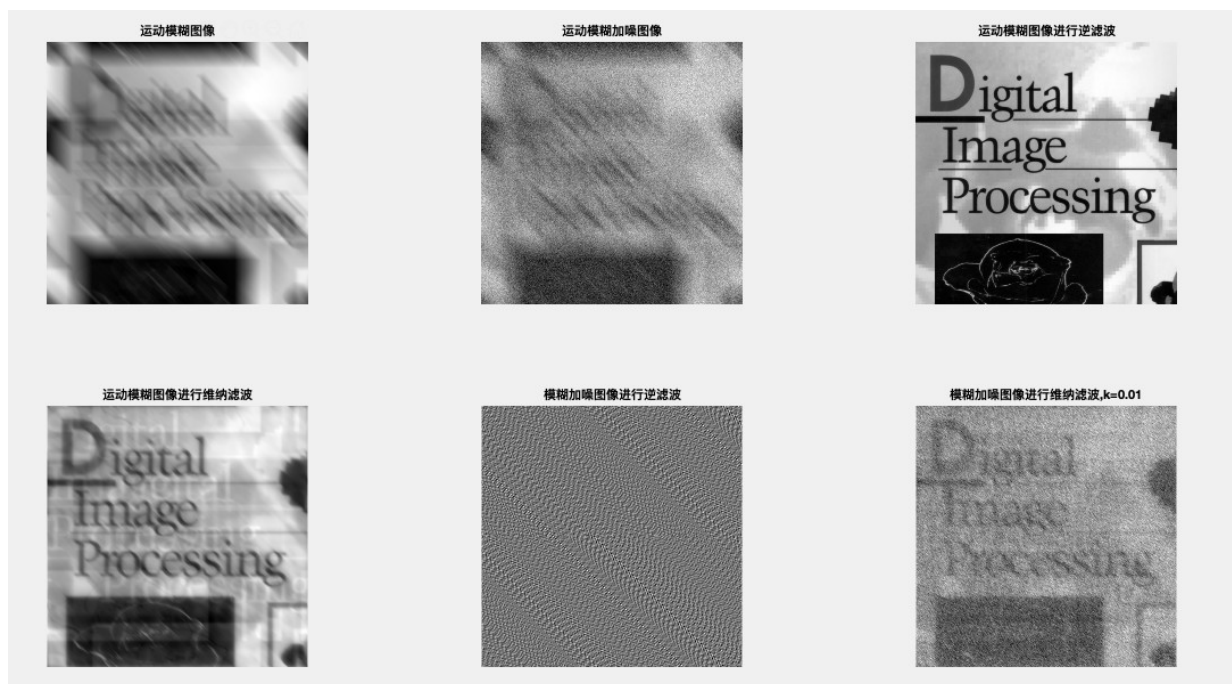 运动模糊图像
运动模糊加噪图像
运动模糊图像进行逆滤波
Digital
Image
Processing
运动模糊图像进行维纳滤波
模糊加噪图像进行逆滤波
模糊加噪图像进行维纳滤波,k=0.01
Digital
Image
Processing
Digital
Image
Processing